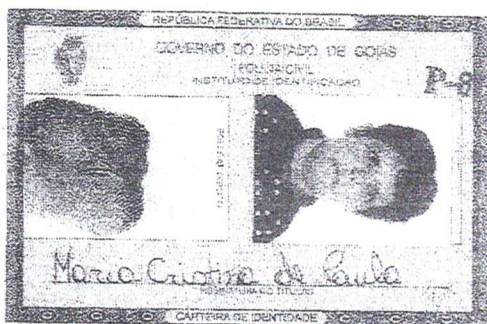 REPÚBLICA FEDERATIVA DO BRASIL
GOVERNO DO ESTADO DE GOIÁS
POLÍCIA CIVIL
INSTITUTO DE IDENTIFICAÇÃO
P-8
Maria Cristina de Paula
ASSINATURA DO TITULAR
CARTEIRA DE IDENTIDADE